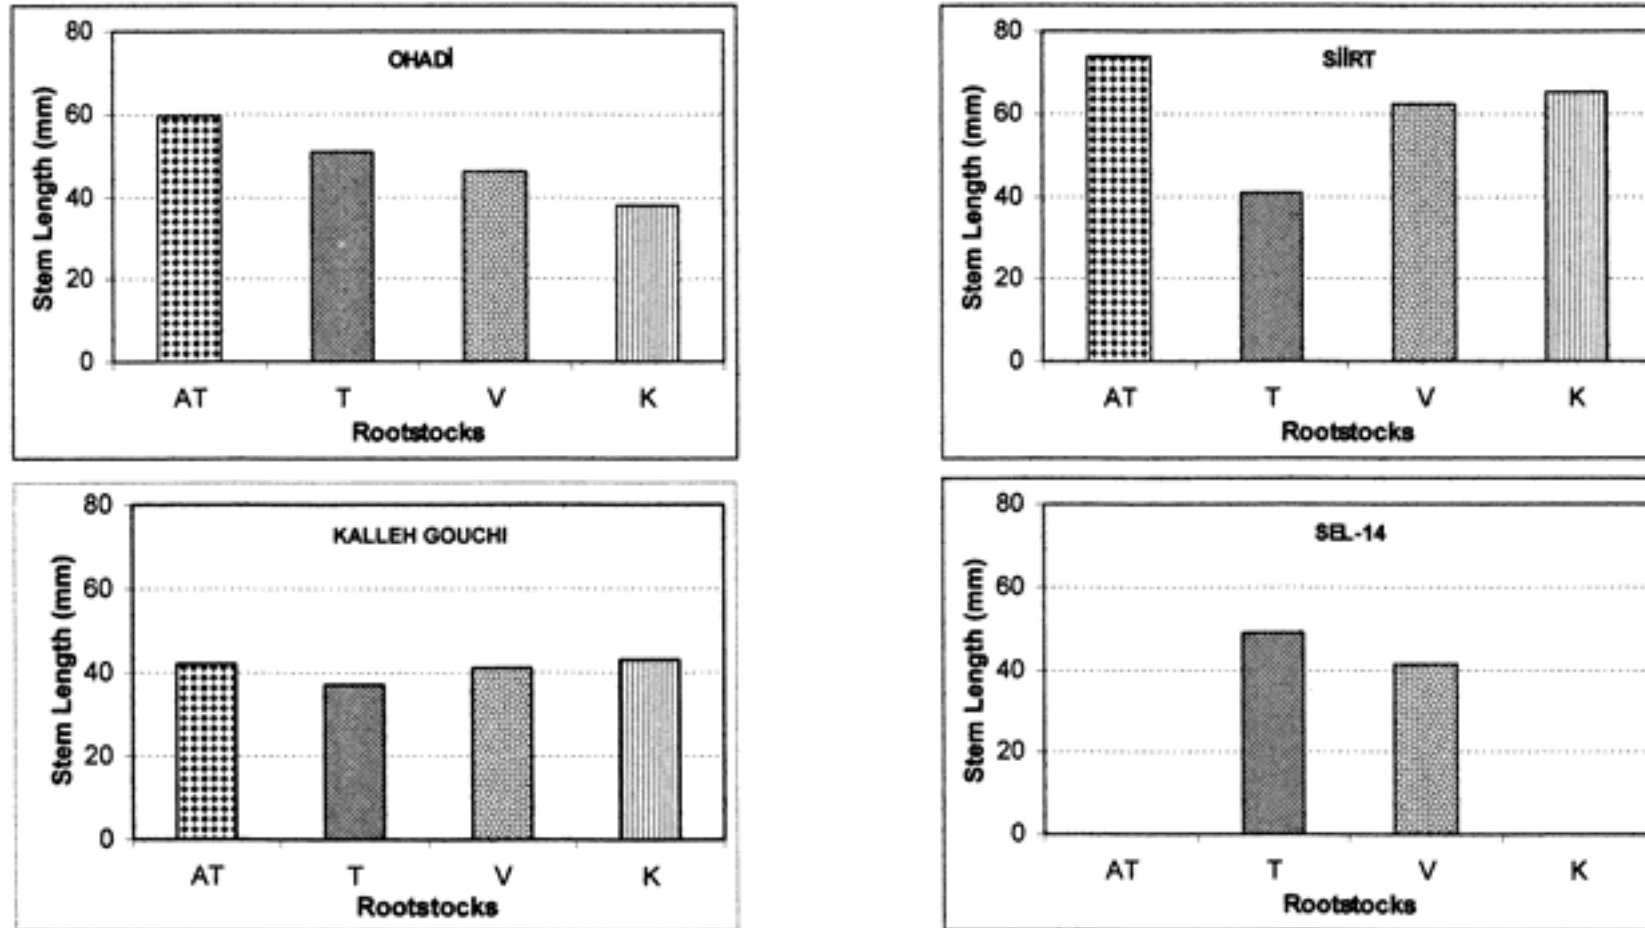 OHADİ
Stem Length (mm)
80
60
40
20
0
AT T V K
Rootstocks
SİİRT
Stem Length (mm)
80
60
40
20
0
AT T V K
Rootstocks
KALLEH GOUCHI
Stem Length (mm)
80
60
40
20
0
AT T V K
Rootstocks
SEL-14
Stem Length (mm)
80
60
40
20
0
AT T V K
Rootstocks